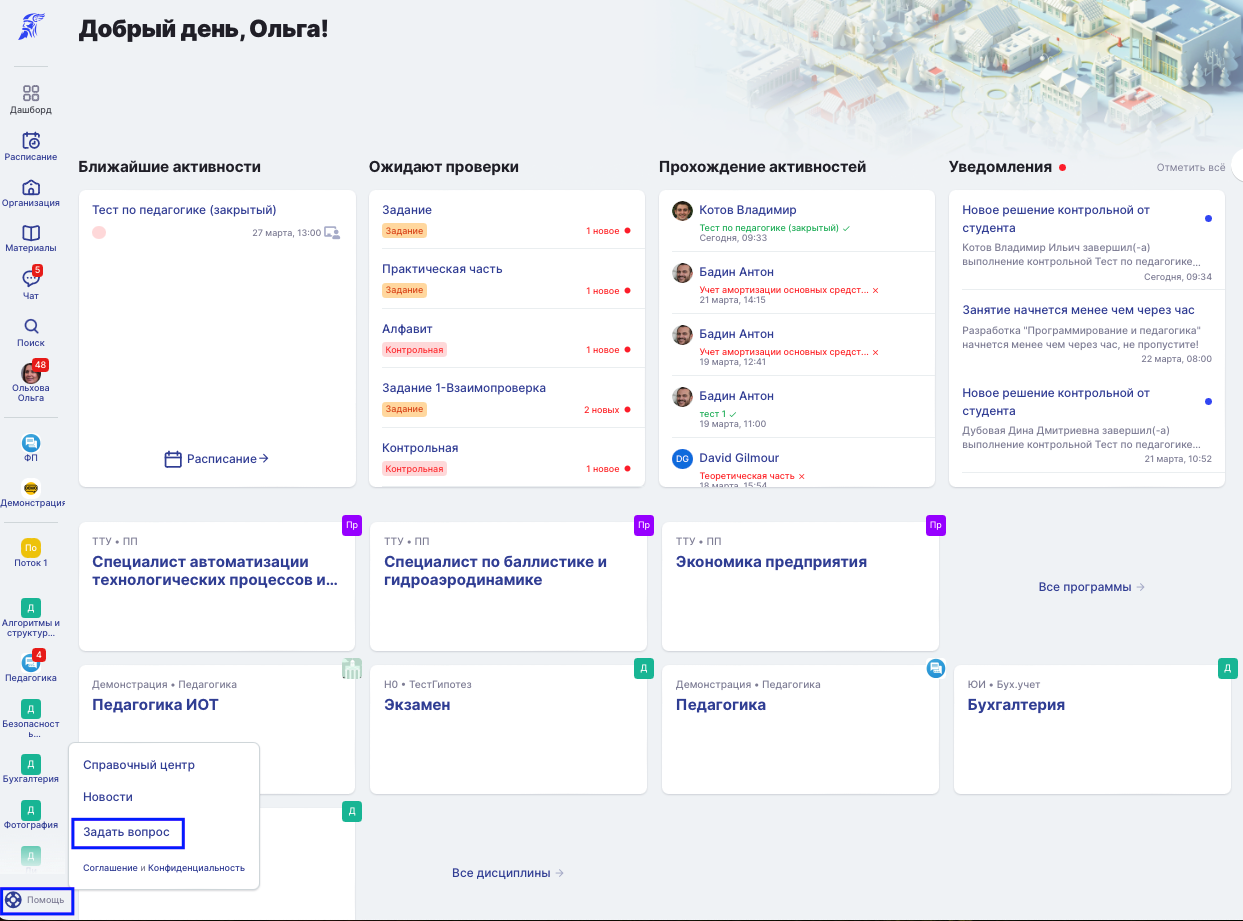 Добрый день, Ольга!
Дашборд
Расписание
Организация
Материалы
5
Чат
Поиск
48
Ольхова
Ольга
ФП
Демонстрация
По
Поток 1
Д
Алгоритмы и
структур...
4
Педагогика
Д
Безопасност
ь...
Д
Бухгалтерия
Д
Фотография
Д
Помощь
Ближайшие активности
Тест по педагогике (закрытый)
27 марта, 13:00
Расписание
Ожидают проверки
Задание
Задание
1 новое
Практическая часть
Задание
1 новое
Алфавит
Контрольная
1 новое
Задание 1-Взаимопроверка
Задание
2 новых
Контрольная
Контрольная
1 новое
Прохождение активностей
Котов Владимир
Тест по педагогике (закрытый)
Сегодня, 09:33
Бадин Антон
Учет амортизации основных средст...
21 марта, 14:15
Бадин Антон
Учет амортизации основных средст...
19 марта, 12:41
Бадин Антон
тест 1
19 марта, 11:00
DG
David Gilmour
Теоретическая часть
18 марта, 15:54
Уведомления
Отметить всё
Новое решение контрольной от
студента
Котов Владимир Ильич завершил(-а)
выполнение контрольной Тест по педагогике...
Сегодня, 09:34
Занятие начнется менее чем через час
Разработка "Программирование и педагогика"
начнется менее чем через час, не пропустите!
22 марта, 08:00
Новое решение контрольной от
студента
Дубовая Дина Дмитриевна завершил(-а)
выполнение контрольной Тест по педагогике...
21 марта, 10:52
Пр
ТТУ • ПП
Специалист автоматизации
технологических процессов и...
Пр
ТТУ • ПП
Специалист по баллистике и
гидроаэродинамике
Пр
ТТУ • ПП
Экономика предприятия
Все программы
Демонстрация • Педагогика
Педагогика ИОТ
Д
Н0 • ТестГипотез
Экзамен
Демонстрация • Педагогика
Педагогика
Д
ЮИ • Бух.учет
Бухгалтерия
Д
Справочный центр
Новости
Задать вопрос
Соглашение и Конфиденциальность
Все дисциплины